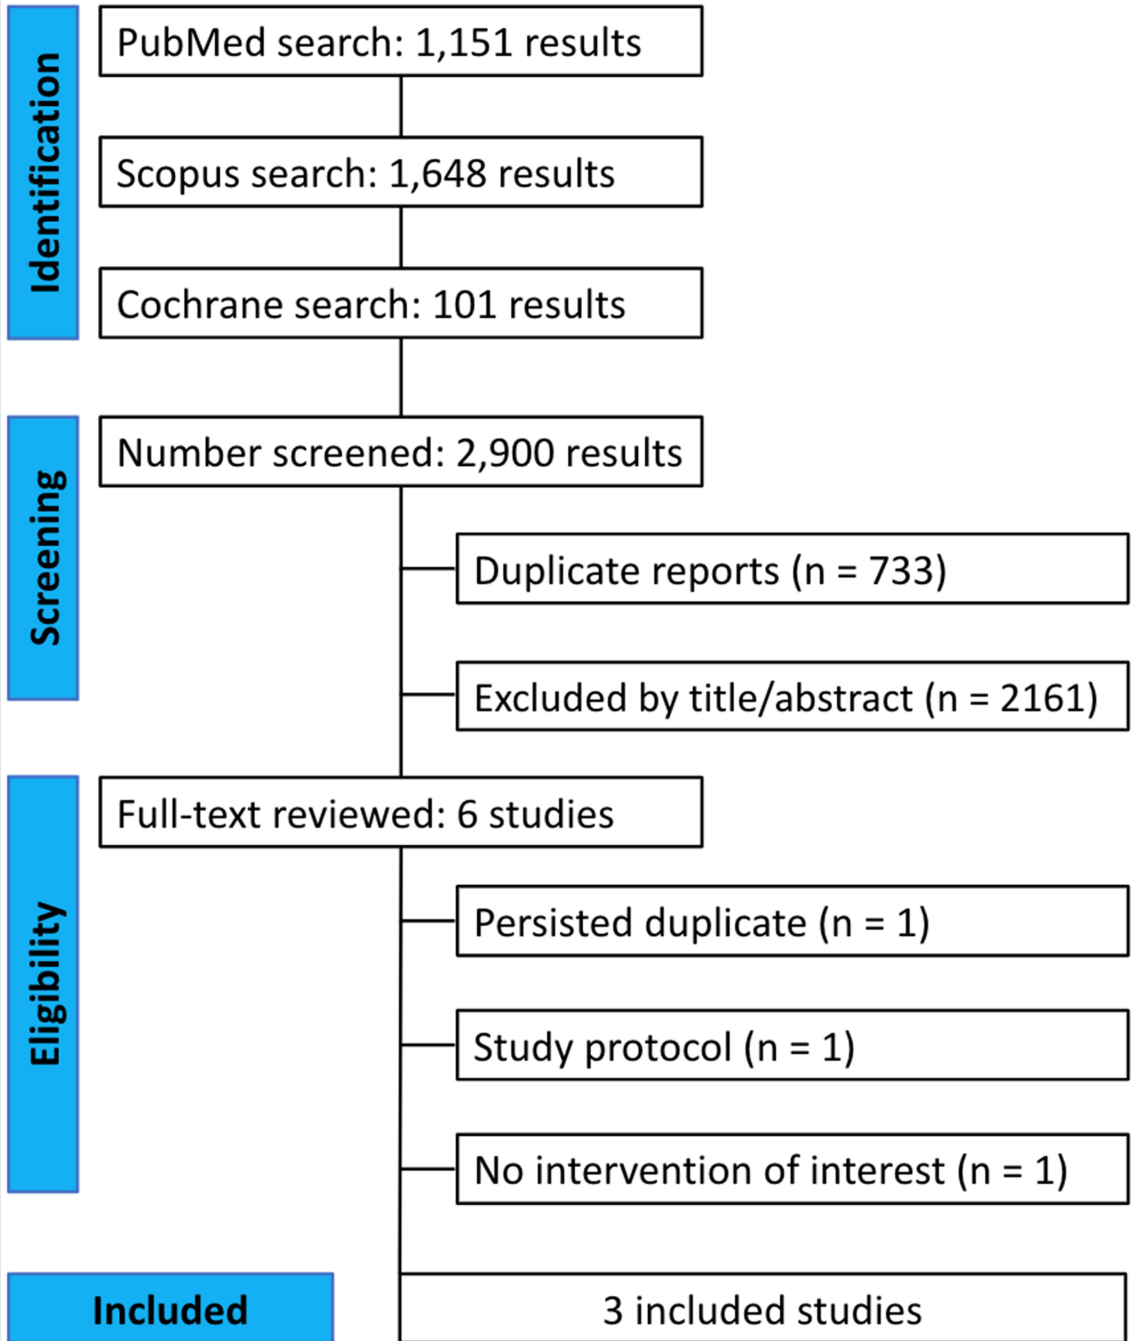 Identification
PubMed search: 1,151 results
Scopus search: 1,648 results
Cochrane search: 101 results
Screening
Number screened: 2,900 results
Duplicate reports (n = 733)
Excluded by title/abstract (n = 2161)
Eligibility
Full-text reviewed: 6 studies
Persisted duplicate (n = 1)
Study protocol (n = 1)
No intervention of interest (n = 1)
Included
3 included studies